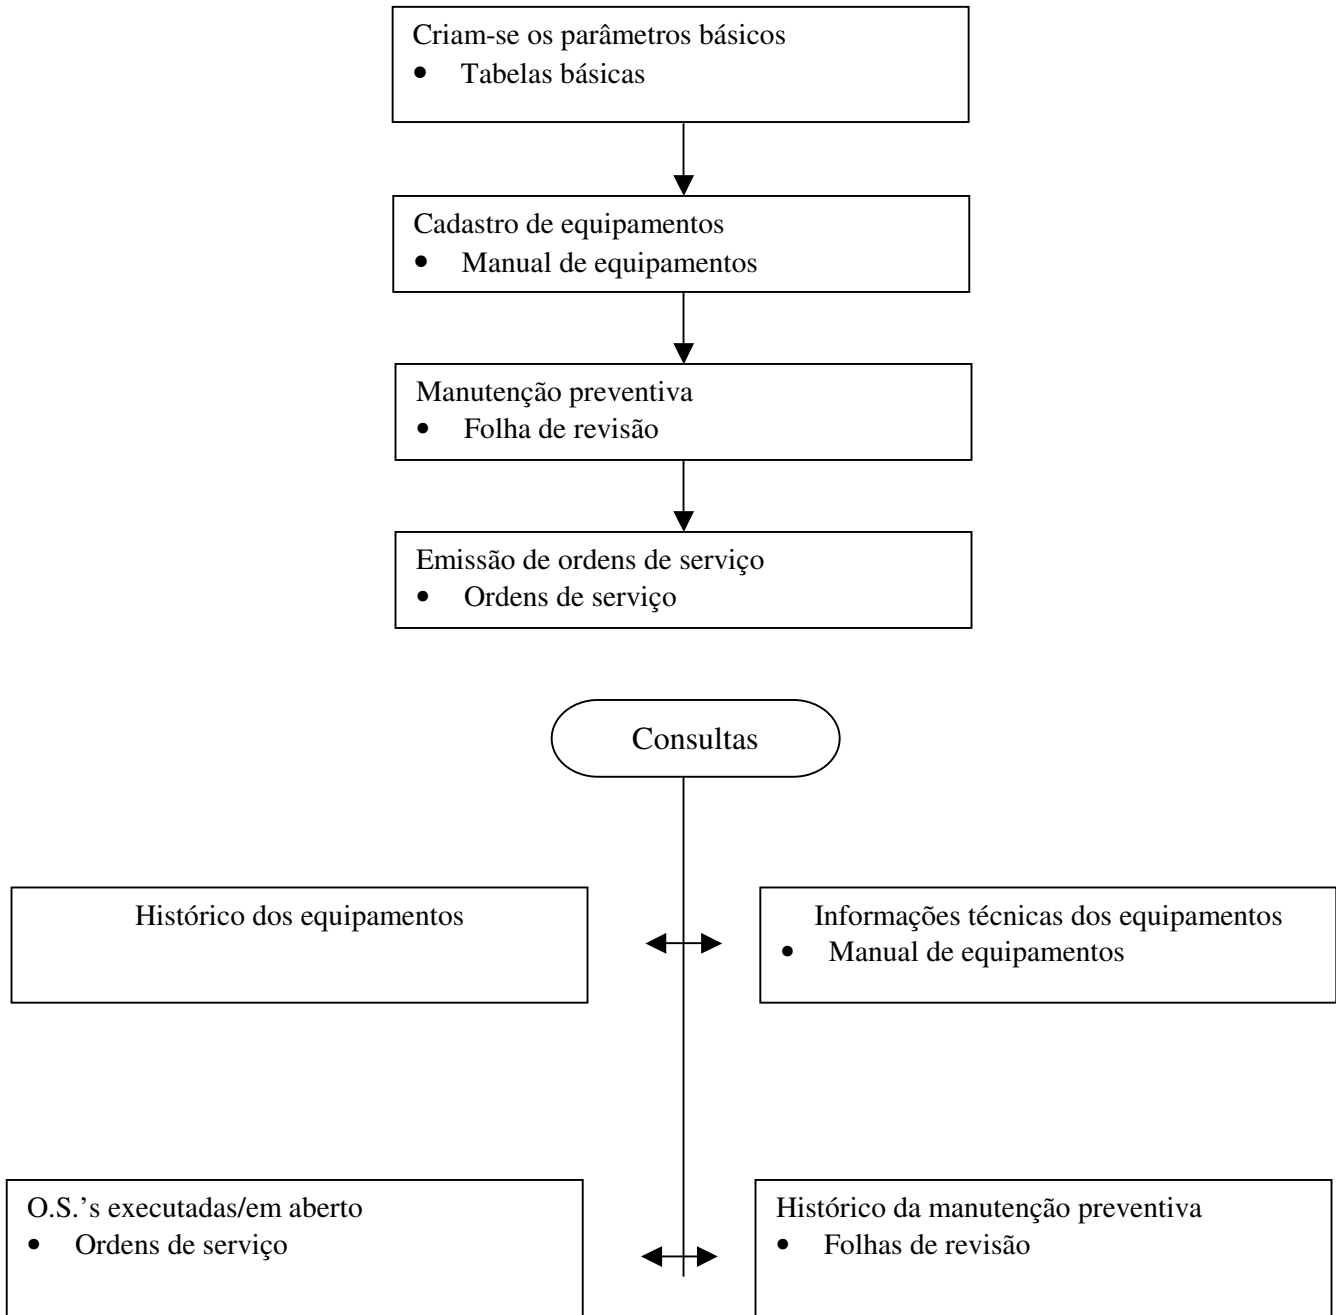 Criam-se os parâmetros básicos
• Tabelas básicas
Cadastro de equipamentos
• Manual de equipamentos
Manutenção preventiva
• Folha de revisão
Emissão de ordens de serviço
• Ordens de serviço
Consultas
Histórico dos equipamentos
Informações técnicas dos equipamentos
• Manual de equipamentos
O.S.’s executadas/em aberto
• Ordens de serviço
Histórico da manutenção preventiva
• Folhas de revisão